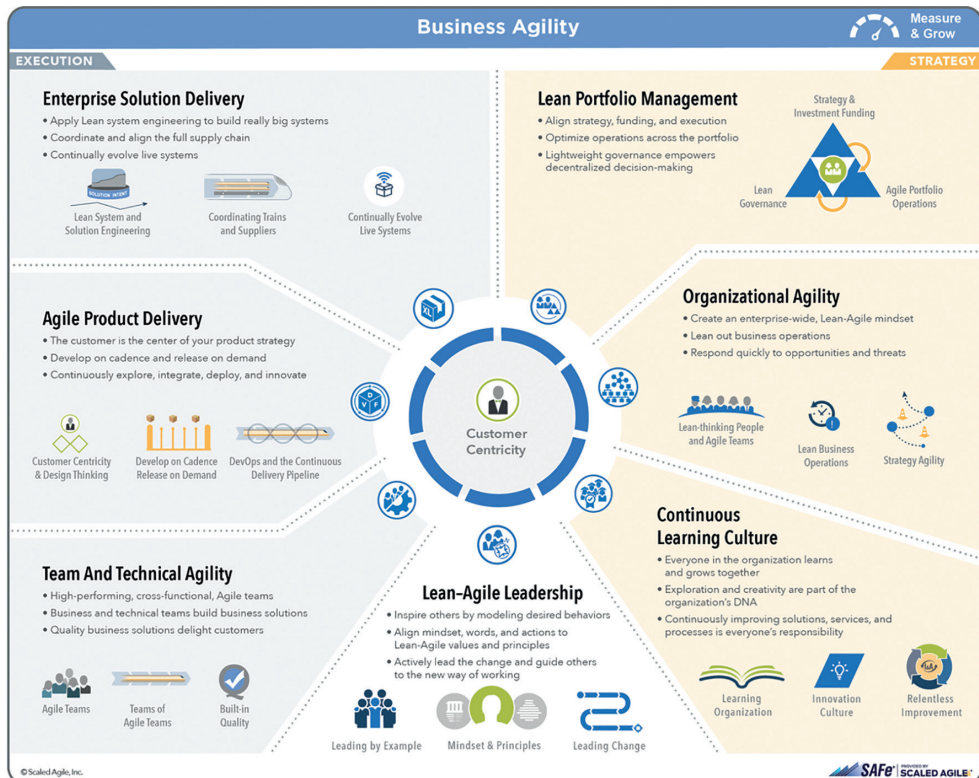 Business Agility
Measure
& Grow
EXECUTION
STRATEGY
Enterprise Solution Delivery
• Apply Lean system engineering to build really big systems
• Coordinate and align the full supply chain
• Continually evolve live systems
SOLUTION INTENT
Lean System and
Solution Engineering
Coordinating Trains
and Suppliers
Continually Evolve
Live Systems
Lean Portfolio Management
• Align strategy, funding, and execution
• Optimize operations across the portfolio
• Lightweight governance empowers
decentralized decision-making
Strategy &
Investment Funding
Lean
Governance
Agile Portfolio
Operations
Agile Product Delivery
• The customer is the center of your product strategy
• Develop on cadence and release on demand
• Continuously explore, integrate, deploy, and innovate
Customer Centricity
& Design Thinking
Develop on Cadence
Release on Demand
DevOps and the Continuous
Delivery Pipeline
XL
D
V F
Customer
Centricity
Organizational Agility
• Create an enterprise-wide, Lean-Agile mindset
• Lean out business operations
• Respond quickly to opportunities and threats
Lean-thinking People
and Agile Teams
Lean Business
Operations
Strategy Agility
Team And Technical Agility
• High-performing, cross-functional, Agile teams
• Business and technical teams build business solutions
• Quality business solutions delight customers
Agile Teams
Teams of
Agile Teams
Built-in
Quality
Lean-Agile Leadership
• Inspire others by modeling desired behaviors
• Align mindset, words, and actions to
Lean-Agile values and principles
• Actively lead the change and guide others
to the new way of working
Leading by Example
Mindset & Principles
Leading Change
Continuous
Learning Culture
• Everyone in the organization learns
and grows together
• Exploration and creativity are part of the
organization's DNA
• Continuously improving solutions, services, and
processes is everyone's responsibility
Learning
Organization
Innovation
Culture
Relentless
Improvement
© Scaled Agile, Inc.
SAFe® PROVIDED BY SCALED AGILE